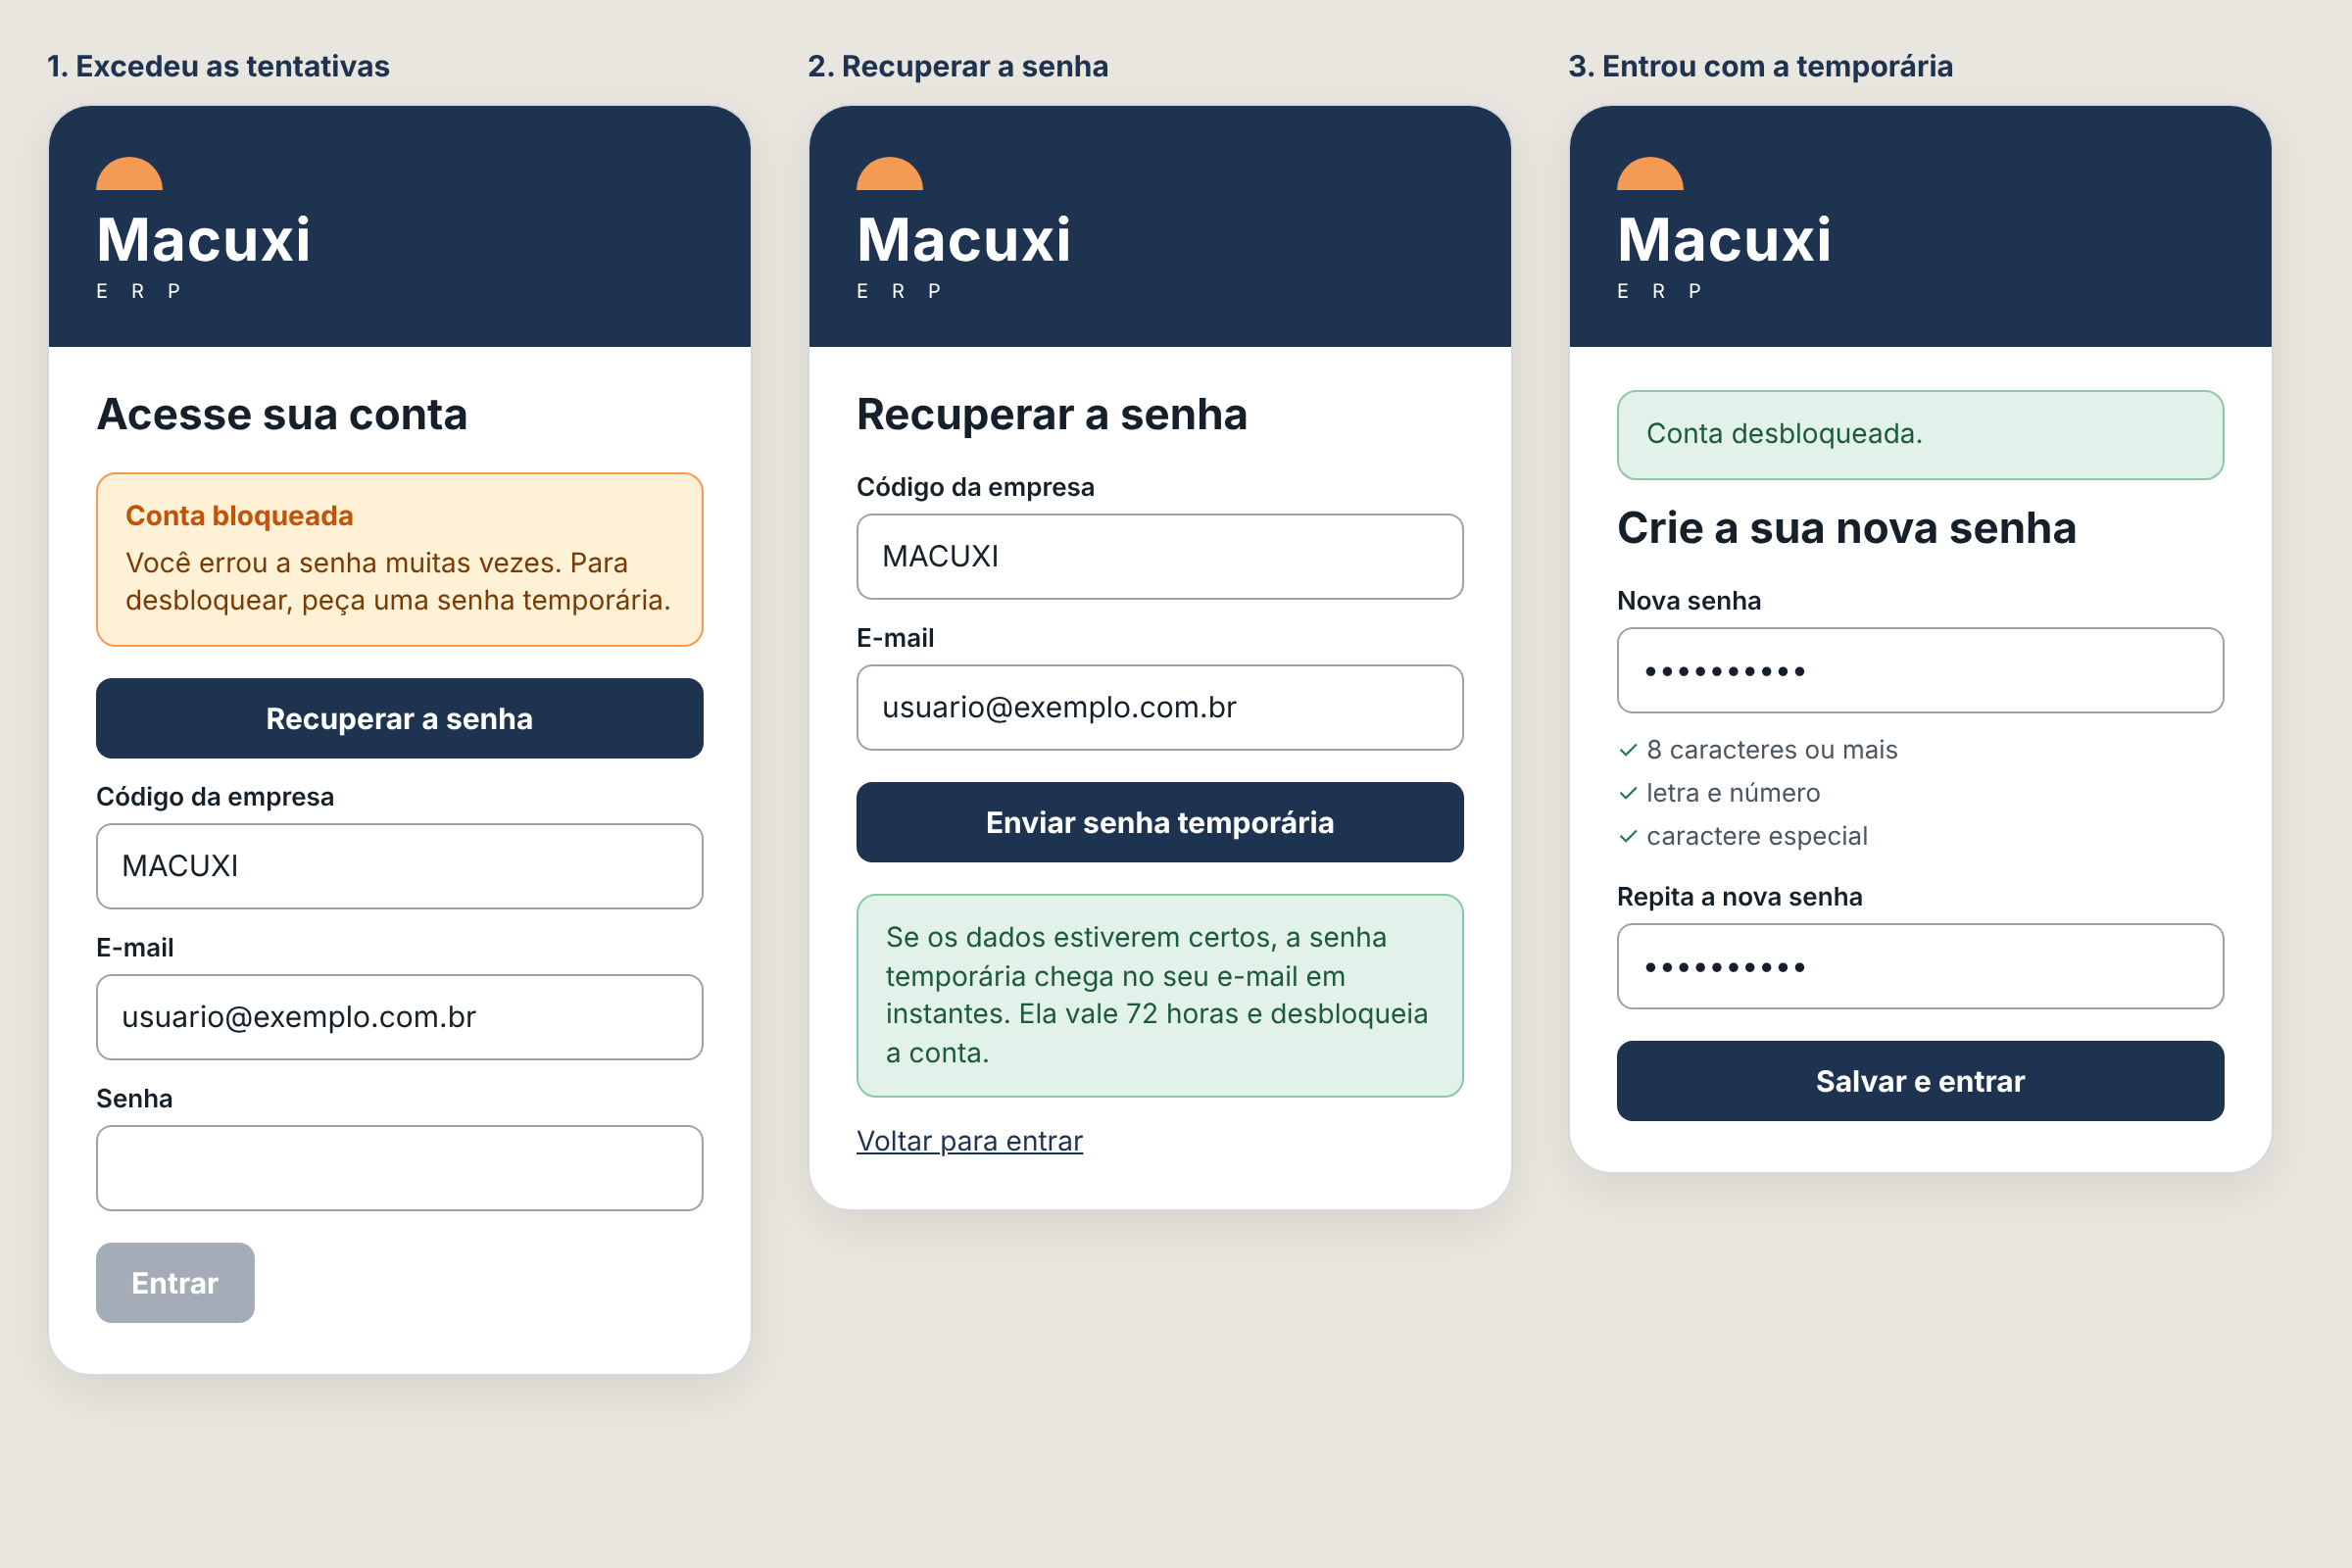 1. Excedeu as tentativas
Macuxi
E R P
Acesse sua conta
Conta bloqueada
Você errou a senha muitas vezes. Para
desbloquear, peça uma senha temporária.
Recuperar a senha
Código da empresa
MACUXI
E-mail
usuario@exemplo.com.br
Senha
Entrar
2. Recuperar a senha
Macuxi
E R P
Recuperar a senha
Código da empresa
MACUXI
E-mail
usuario@exemplo.com.br
Enviar senha temporária
Se os dados estiverem certos, a senha
temporária chega no seu e-mail em
instantes. Ela vale 72 horas e desbloqueia
a conta.
Voltar para entrar
3. Entrou com a temporária
Macuxi
E R P
Conta desbloqueada.
Crie a sua nova senha
Nova senha
••••••••••
✓ 8 caracteres ou mais
✓ letra e número
✓ caractere especial
Repita a nova senha
••••••••••
Salvar e entrar